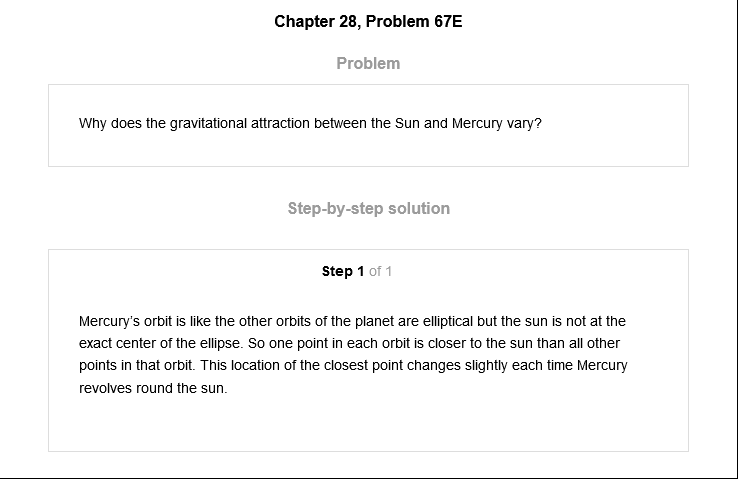 Chapter 28, Problem 67E
Problem
Why does the gravitational attraction between the Sun and Mercury vary?
Step-by-step solution
Step 1 of 1
Mercury's orbit is like the other orbits of the planet are elliptical but the sun is not at the
exact center of the ellipse. So one point in each orbit is closer to the sun than all other
points in that orbit. This location of the closest point changes slightly each time Mercury
revolves round the sun.